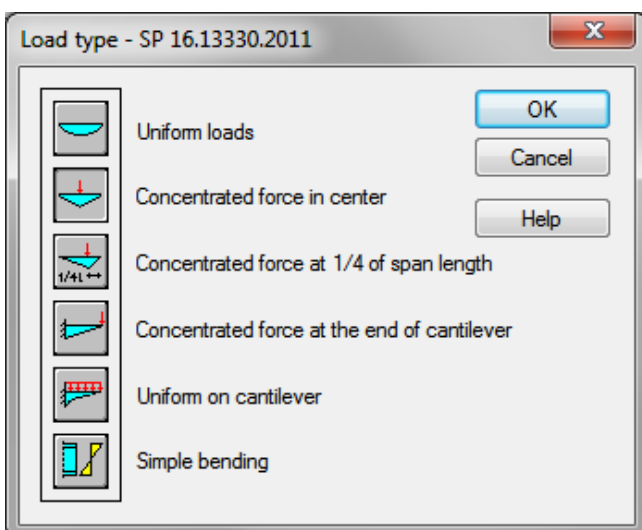 Load type - SP 16.13330.2011
OK
Uniform loads
Cancel
Concentrated force in center
Help
Concentrated force at 1/4 of span length
1/4L
Concentrated force at the end of cantilever
Uniform on cantilever
Simple bending